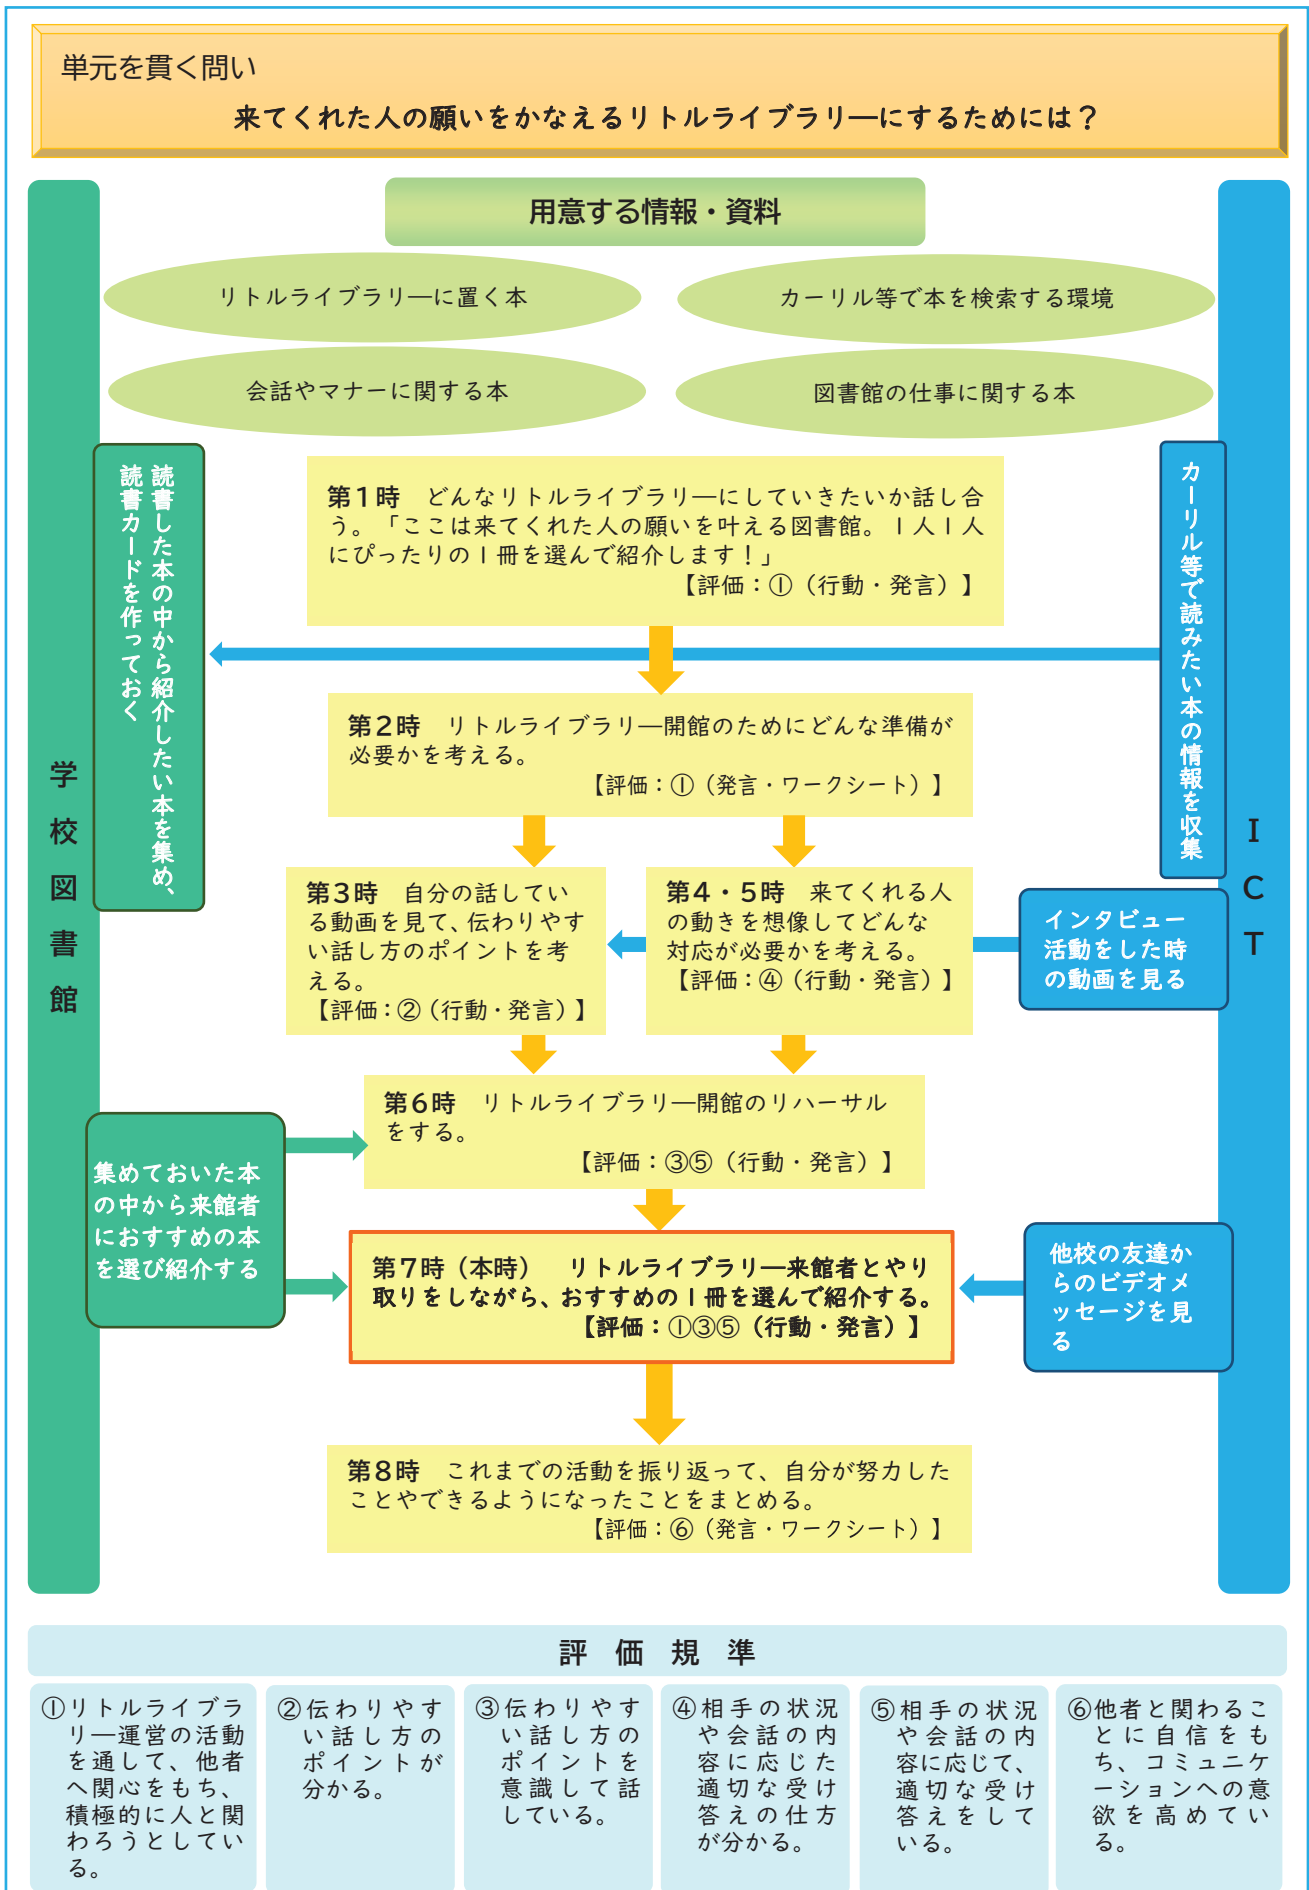 単元を貫く問い
来てくれた人の願いをかなえるリトルライブラリ―にするためには？
用意する情報・資料
リトルライブラリ―に置く本
カーリル等で本を検索する環境
会話やマナーに関する本
図書館の仕事に関する本
学校図書館
ＩＣＴ
読書した本の中から紹介したい本を集め、
読書カードを作っておく
カーリル等で読みたい本の情報を収集
第１時　どんなリトルライブラリ―にしていきたいか話し合
う。「ここは来てくれた人の願いを叶える図書館。１人１人
にぴったりの１冊を選んで紹介します！」
【評価：①（行動・発言）】
第２時　リトルライブラリ―開館のためにどんな準備が
必要かを考える。
【評価：①（発言・ワークシート）】
第３時　自分の話してい
る動画を見て、伝わりやす
い話し方のポイントを考
える。
【評価：②（行動・発言）】
第４・５時　来てくれる人
の動きを想像してどんな
対応が必要かを考える。
【評価：④（行動・発言）】
インタビュー
活動をした時
の動画を見る
第６時　リトルライブラリ―開館のリハーサル
をする。
【評価：③⑤（行動・発言）】
集めておいた本
の中から来館者
におすすめの本
を選び紹介する
第７時（本時）　リトルライブラリ―来館者とやり
取りをしながら、おすすめの１冊を選んで紹介する。
【評価：①③⑤（行動・発言）】
他校の友達か
らのビデオメ
ッセージを見
る
第８時　これまでの活動を振り返って、自分が努力した
ことやできるようになったことをまとめる。
【評価：⑥（発言・ワークシート）】
評　価　規　準
①リトルライブラ
リ―運営の活動
を通して、他者
へ関心をもち、
積極的に人と関
わろうとしてい
る。
②伝わりやす
い話し方の
ポイントが
分かる。
③伝わりやす
い話し方の
ポイントを
意識して話
している。
④相手の状況
や会話の内
容に応じた
適切な受け
答えの仕方
が分かる。
⑤相手の状況
や会話の内
容に応じて、
適切な受け
答えをして
いる。
⑥他者と関わるこ
とに自信をも
ち、コミュニケ
ーションへの意
欲を高めてい
る。